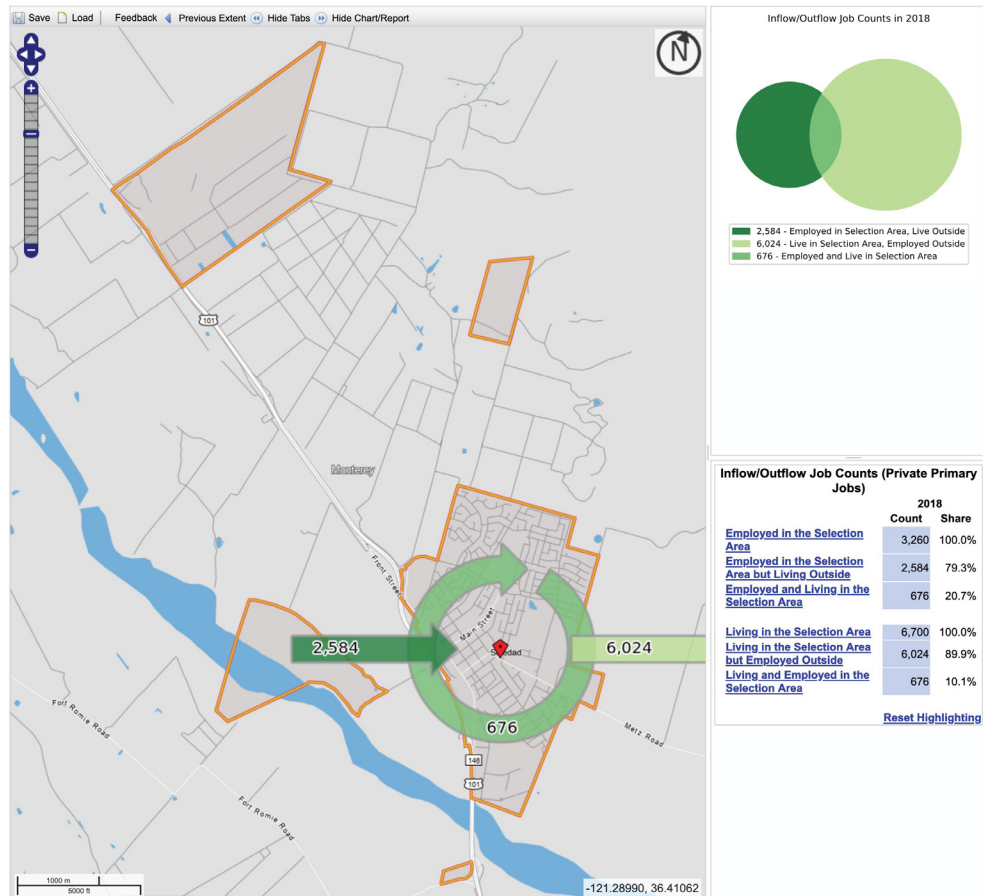 Save Load Feedback Previous Extent Hide Tabs Hide Chart/Report
N
101
Monterey
Front Street
Main Street
2,584
Soledad
6,024
676
Metz Road
Fort Romie Road
146
101
Fort Romie Road
1000 m
5000 ft
-121.28990, 36.41062
Inflow/Outflow Job Counts in 2018
2,584 - Employed in Selection Area, Live Outside
6,024 - Live in Selection Area, Employed Outside
676 - Employed and Live in Selection Area
Inflow/Outflow Job Counts (Private Primary
Jobs)
2018
Count Share
Employed in the Selection
Area 3,260 100.0%
Employed in the Selection
Area but Living Outside 2,584 79.3%
Employed and Living in the
Selection Area 676 20.7%
Living in the Selection Area 6,700 100.0%
Living in the Selection Area
but Employed Outside 6,024 89.9%
Living and Employed in the
Selection Area 676 10.1%
Reset Highlighting